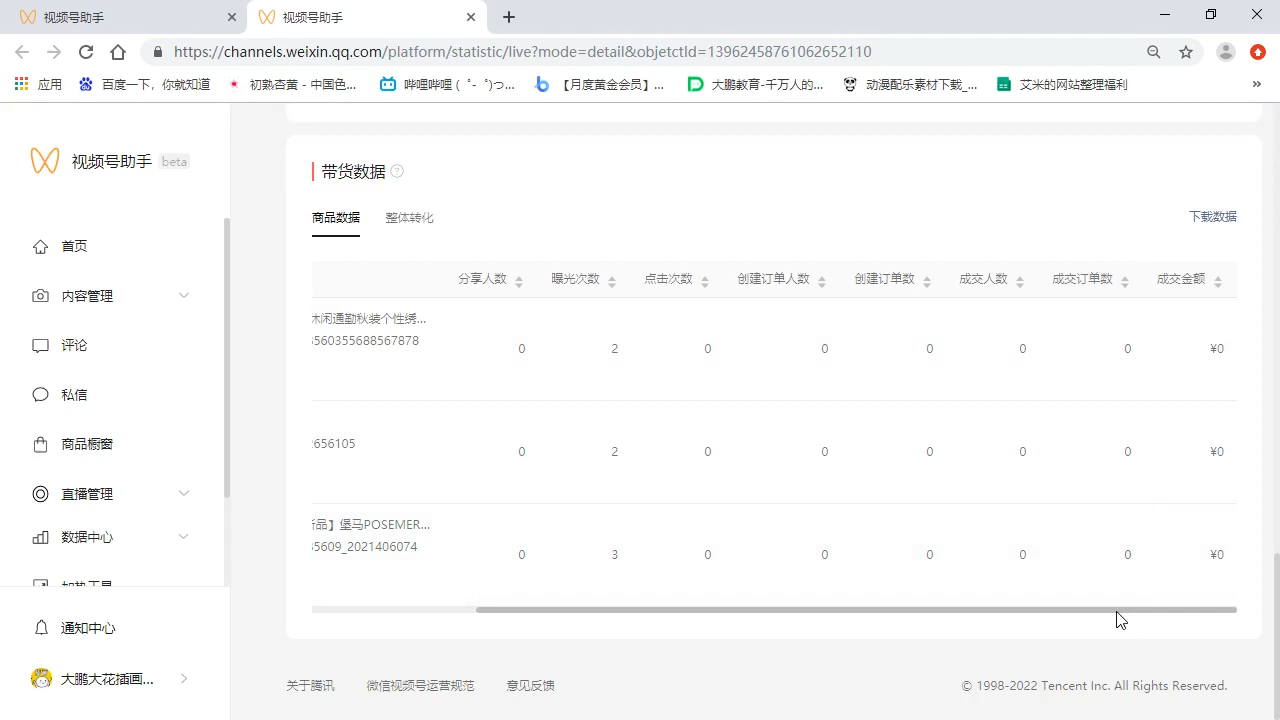 视频号助手
视频号助手
https://channels.weixin.qq.com/platform/statistic/live?mode=detail&objetctId=13962458761062652110
应用
百度一下，你就知道
初熟杏黄 - 中国色...
哔哩哔哩 (゜-゜)つ...
【月度黄金会员】...
大鹏教育-千万人的...
动漫配乐素材下载_...
艾米的网站整理福利
视频号助手 beta
首页
内容管理
评论
私信
商品橱窗
直播管理
数据中心
加热工具
通知中心
大鹏大花插画...
带货数据
商品数据 整体转化 下载数据
分享人数 曝光次数 点击次数 创建订单人数 创建订单数 成交人数 成交订单数 成交金额
休闲通勤秋装个性绣...
560355688567878
0 2 0 0 0 0 0 ¥0
2656105
0 2 0 0 0 0 0 ¥0
新品】堡马POSEMER...
35609_2021406074
0 3 0 0 0 0 0 ¥0
关于腾讯 微信视频号运营规范 意见反馈
© 1998-2022 Tencent Inc. All Rights Reserved.